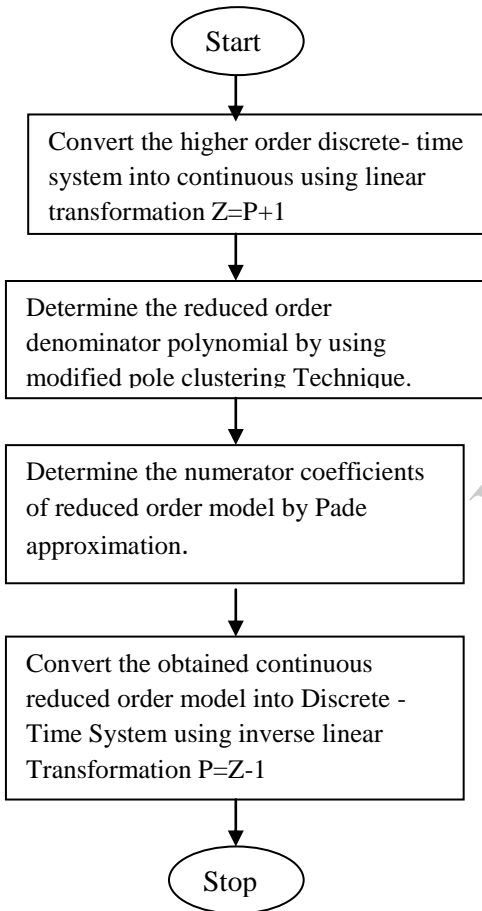 Start
Convert the higher order discrete- time
system into continuous using linear
transformation Z=P+1
Determine the reduced order
denominator polynomial by using
modified pole clustering Technique.
Determine the numerator coefficients
of reduced order model by Pade
approximation.
Convert the obtained continuous
reduced order model into Discrete -
Time System using inverse linear
Transformation P=Z-1
Stop